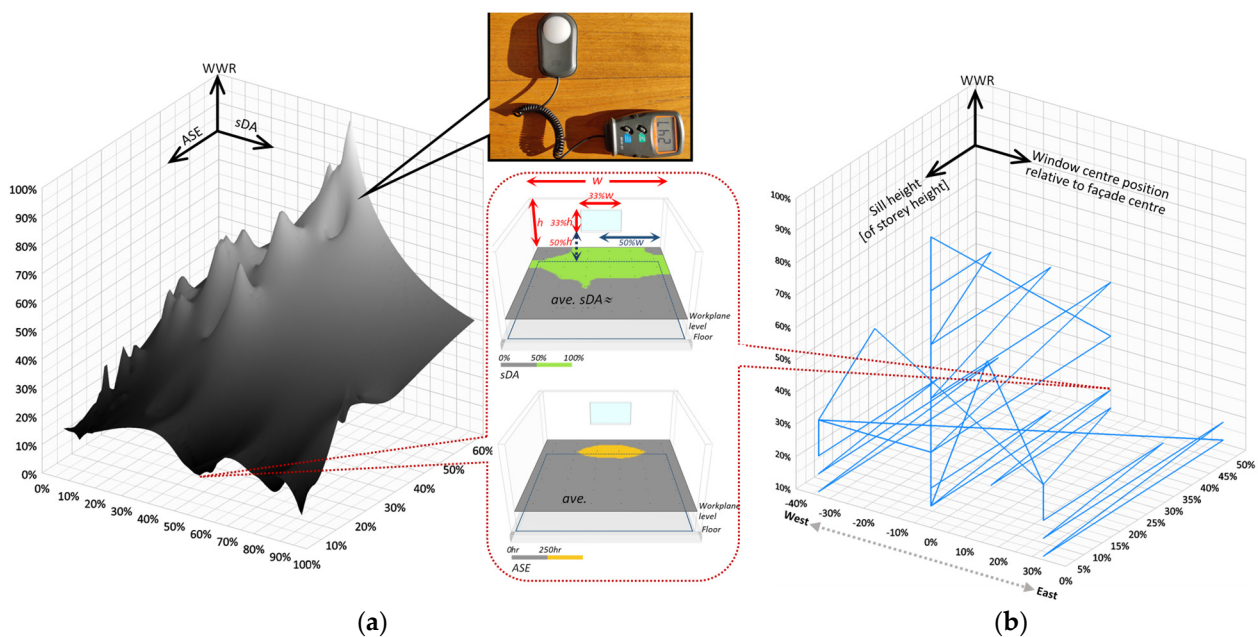 WWR
ASE
sDA
100%
90%
80%
70%
60%
50%
40%
30%
20%
10%
0%
0%
10%
20%
30%
40%
50%
60%
70%
80%
90%
100%
10%
20%
30%
40%
50%
60%
W
33%w
h
33%h
50%h
50%w
ave. sDA≈
Workplane
level
Floor
0% 50% 100%
sDA
ave.
Workplane
level
Floor
0hr 250hr
ASE
WWR
Sill height
[of storey height]
Window centre position
relative to façade centre
100%
90%
80%
70%
60%
50%
40%
30%
20%
10%
-40%
-30%
-20%
-10%
0%
10%
20%
30%
0%
5%
10%
15%
20%
25%
30%
35%
40%
45%
50%
West
East
(a)
(b)